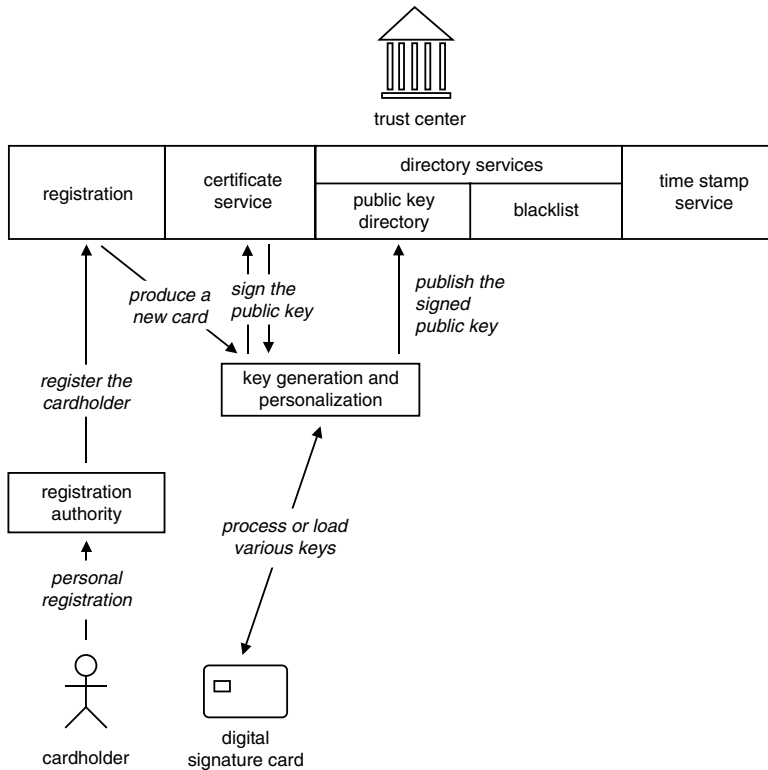 trust center
registration
certificate
service
directory services
public key
directory
blacklist
time stamp
service
produce a
new card
sign the
public key
publish the
signed
public key
register the
cardholder
key generation and
personalization
registration
authority
process or load
various keys
personal
registration
cardholder
digital
signature card